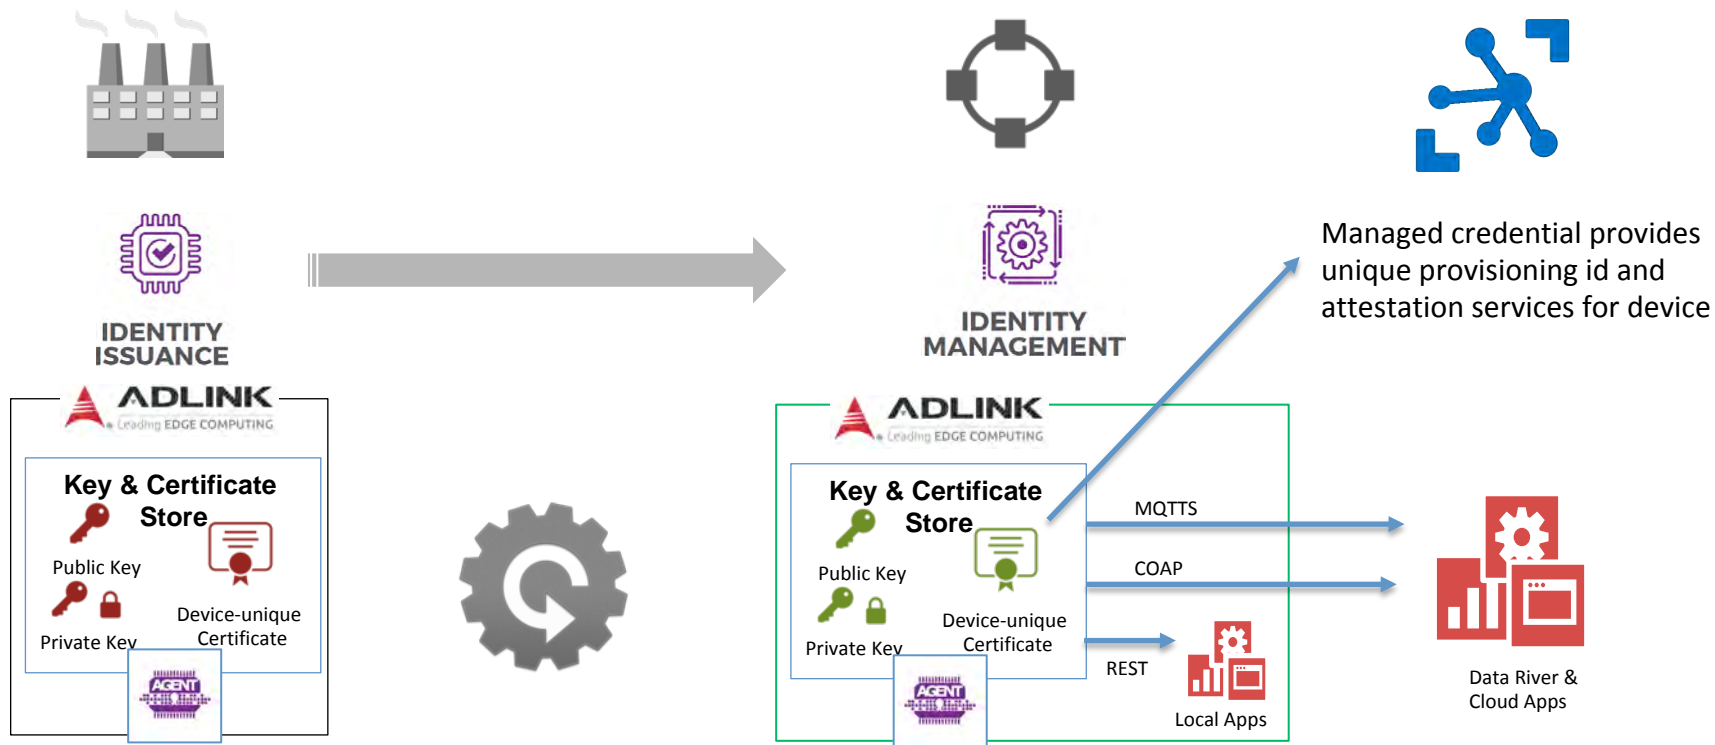 Managed credential provides
unique provisioning id and
attestation services for device
IDENTITY
ISSUANCE
IDENTITY
MANAGEMENT
ADLINK
Leading EDGE COMPUTING
Key & Certificate
Store
Public Key
Private Key
Device-unique
Certificate
AGENT
ADLINK
Leading EDGE COMPUTING
Key & Certificate
Store
Public Key
Private Key
Device-unique
Certificate
AGENT
MQTTS
COAP
REST
Local Apps
Data River &
Cloud Apps